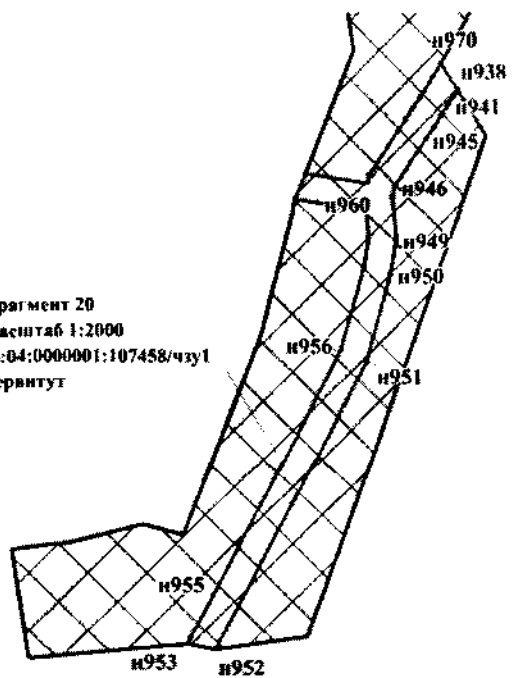 н970
н938
н941
н945
н946
н960
н949
н950
рагмент 20
асштаб 1:2000
:04:0000001:107458/чзу1
н956
ервитут
н951
н955
н953
н952